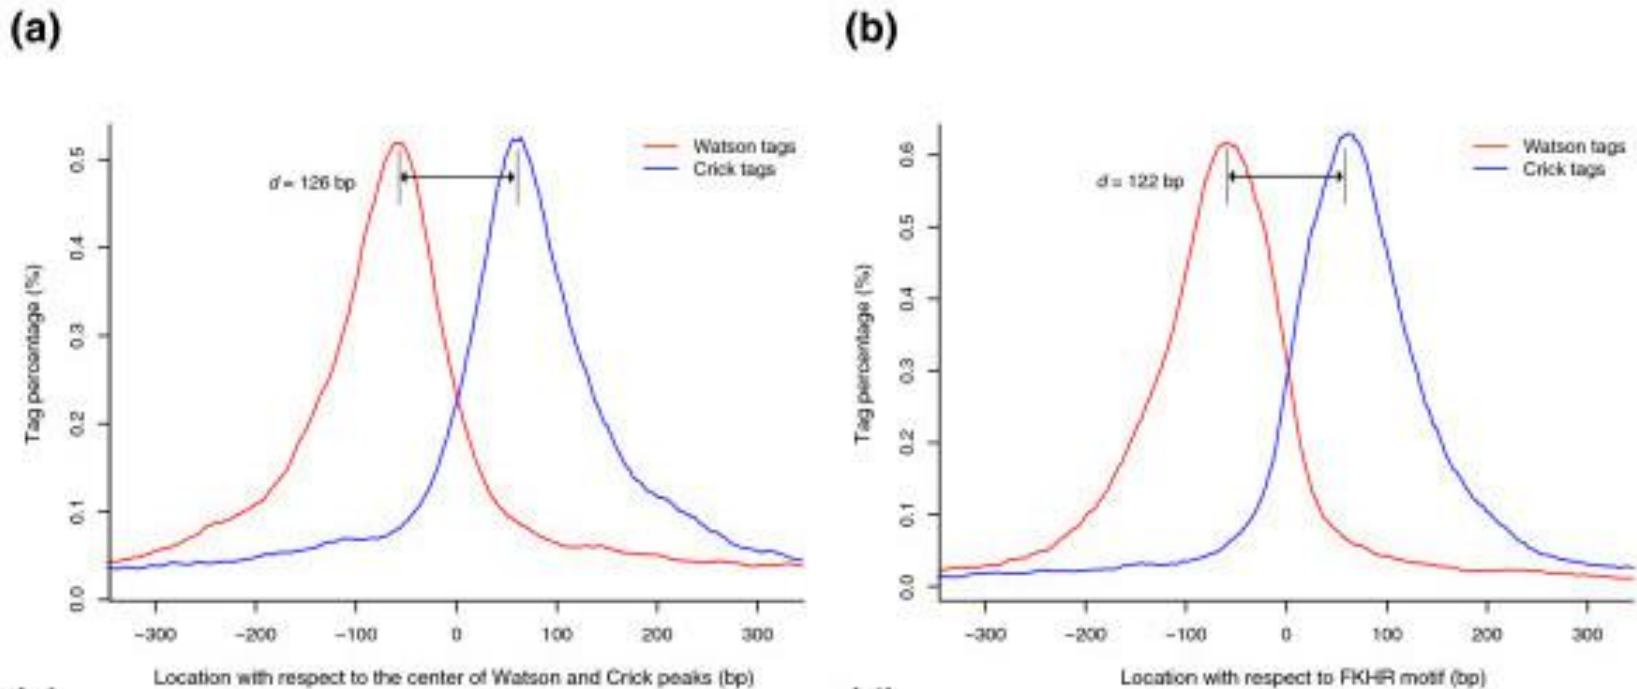 (a)
(b)
Watson tags
Crick tags
d = 126 bp
Tag percentage (%)
0.0
0.1
0.2
0.3
0.4
0.5
−300
−200
−100
0
100
200
300
Location with respect to the center of Watson and Crick peaks (bp)
Watson tags
Crick tags
d = 122 bp
Tag percentage (%)
0.0
0.1
0.2
0.3
0.4
0.5
0.6
−300
−200
−100
0
100
200
300
Location with respect to FKHR motif (bp)